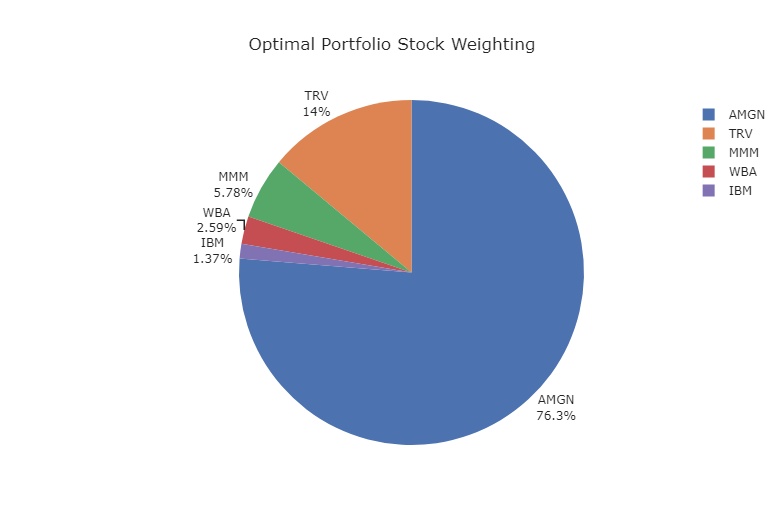 Optimal Portfolio Stock Weighting
TRV
14%
MMM
5.78%
WBA
2.59%
IBM
1.37%
AMGN
76.3%
AMGN
TRV
MMM
WBA
IBM